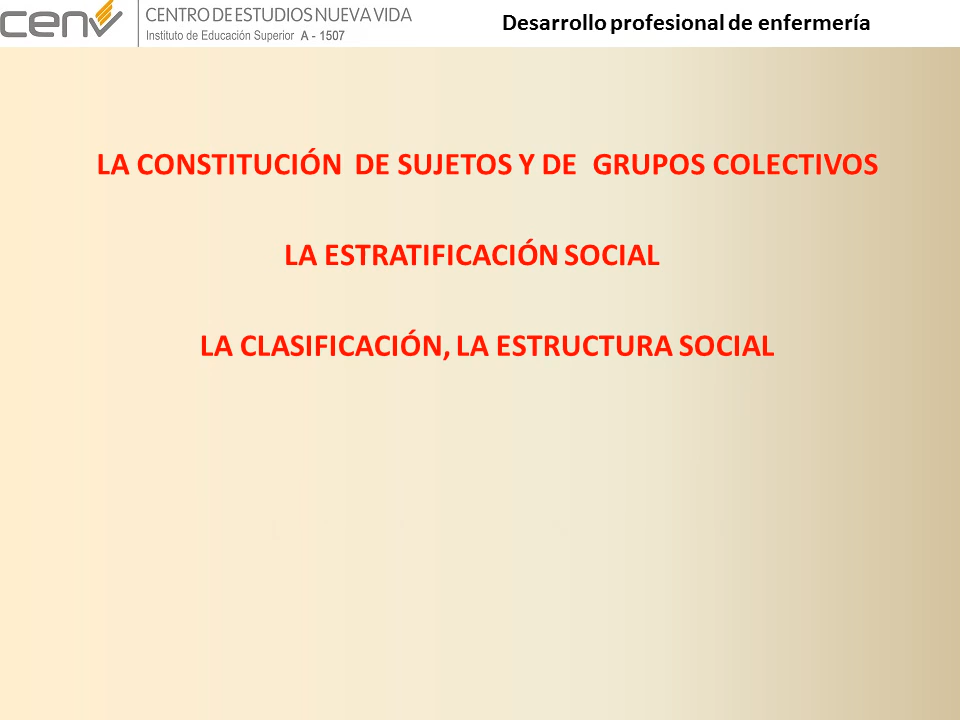 cenv
CENTRO DE ESTUDIOS NUEVA VIDA
Instituto de Educación Superior A - 1507
Desarrollo profesional de enfermería
LA CONSTITUCIÓN DE SUJETOS Y DE GRUPOS COLECTIVOS
LA ESTRATIFICACIÓN SOCIAL
LA CLASIFICACIÓN, LA ESTRUCTURA SOCIAL